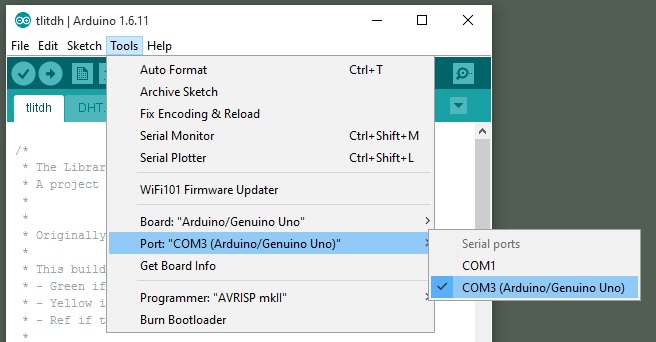 tlitdh | Arduino 1.6.11
File Edit Sketch Tools Help
Auto Format Ctrl+T
Archive Sketch
Fix Encoding & Reload
Serial Monitor Ctrl+Shift+M
Serial Plotter Ctrl+Shift+L
WiFi101 Firmware Updater
Board: "Arduino/Genuino Uno"
Port: "COM3 (Arduino/Genuino Uno)"
Get Board Info
Programmer: "AVRISP mkII"
Burn Bootloader
Serial ports
COM1
COM3 (Arduino/Genuino Uno)
tlitdh DHT.
/*
* The Librar
* A project
*
*
* Originally
*
* This build
* - Green if
* - Yellow i
* - Ref if t
*